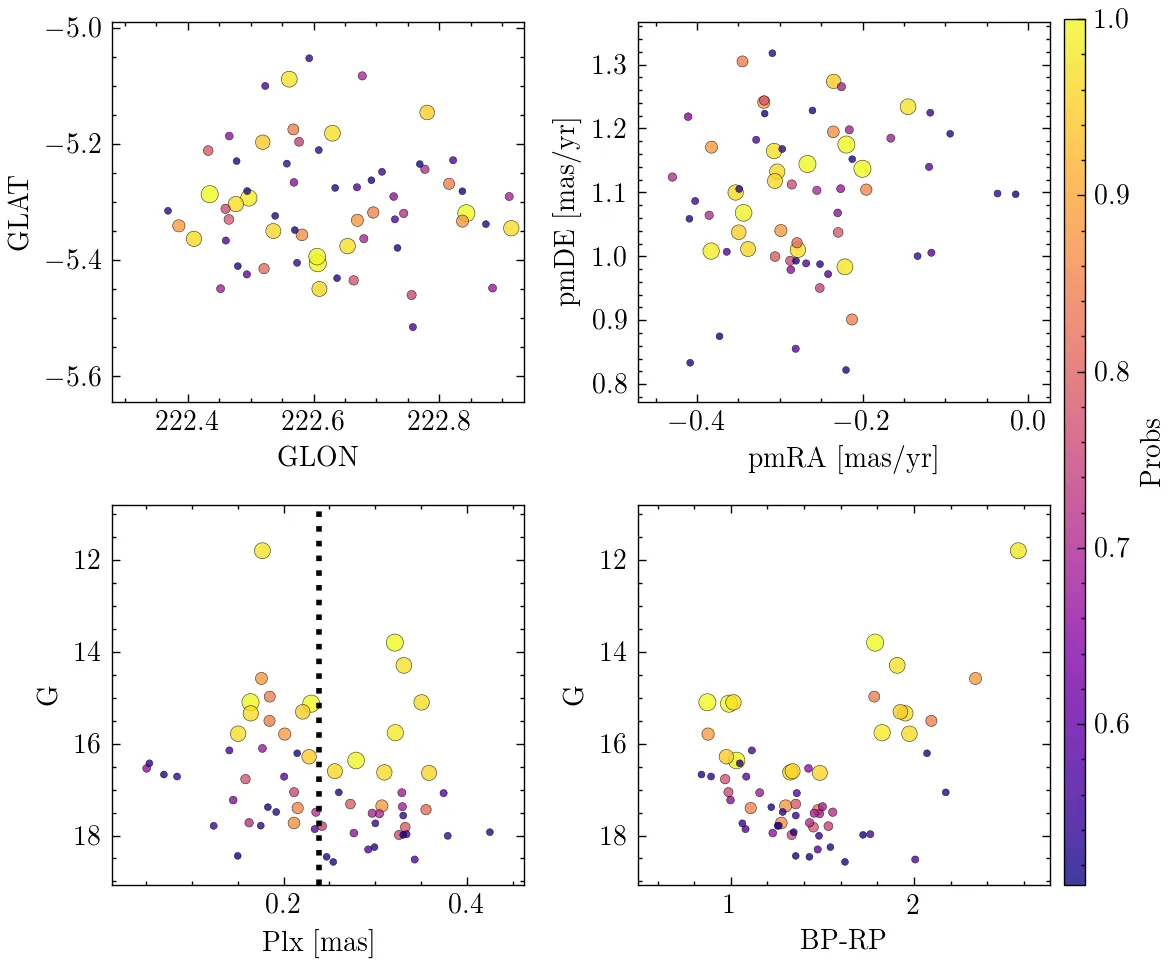 −5.0
−5.2
−5.4
−5.6
GLAT
222.4 222.6 222.8
GLON
1.3
1.2
1.1
1.0
0.9
0.8
pmDE [mas/yr]
−0.4 −0.2 0.0
pmRA [mas/yr]
1.0
0.9
0.8
0.7
0.6
Probs
12
14
16
18
G
0.2 0.4
Plx [mas]
12
14
16
18
G
1 2
BP-RP